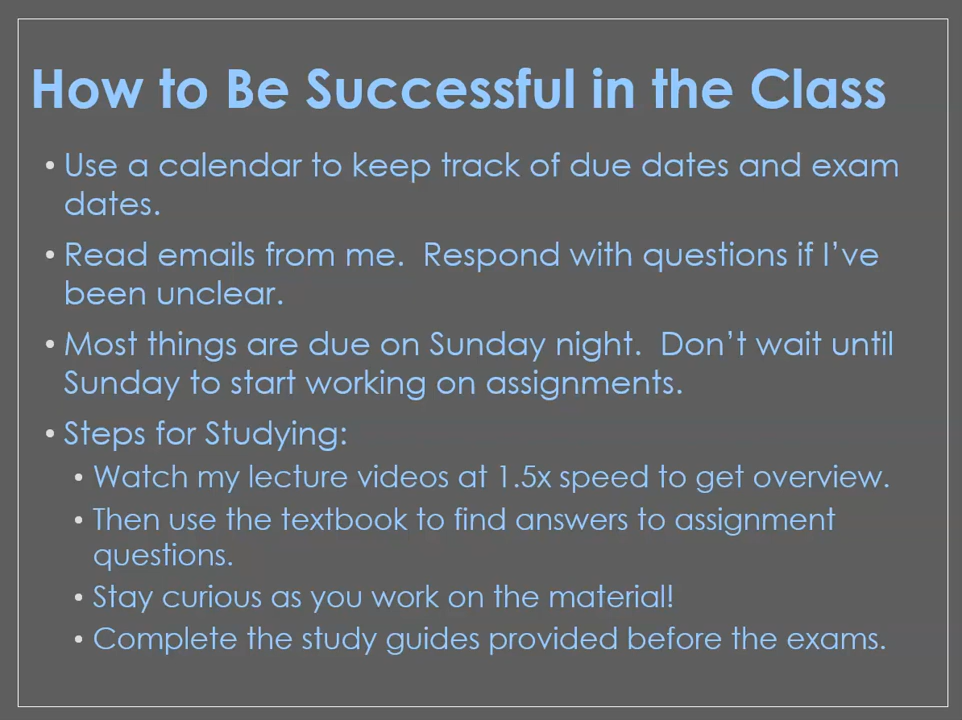 How to Be Successful in the Class
• Use a calendar to keep track of due dates and exam
dates.
• Read emails from me.  Respond with questions if I’ve
been unclear.
• Most things are due on Sunday night.  Don’t wait until
Sunday to start working on assignments.
• Steps for Studying:
• Watch my lecture videos at 1.5x speed to get overview.
• Then use the textbook to find answers to assignment
questions.
• Stay curious as you work on the material!
• Complete the study guides provided before the exams.